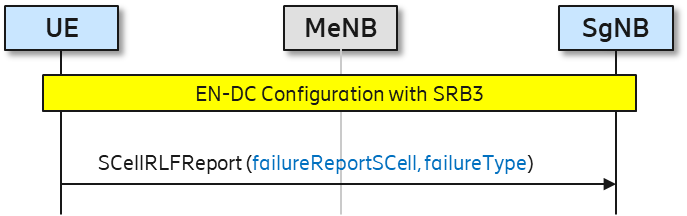 UE
MeNB
SgNB
EN-DC Configuration with SRB3
SCellRLFReport (failureReportSCell, failureType)